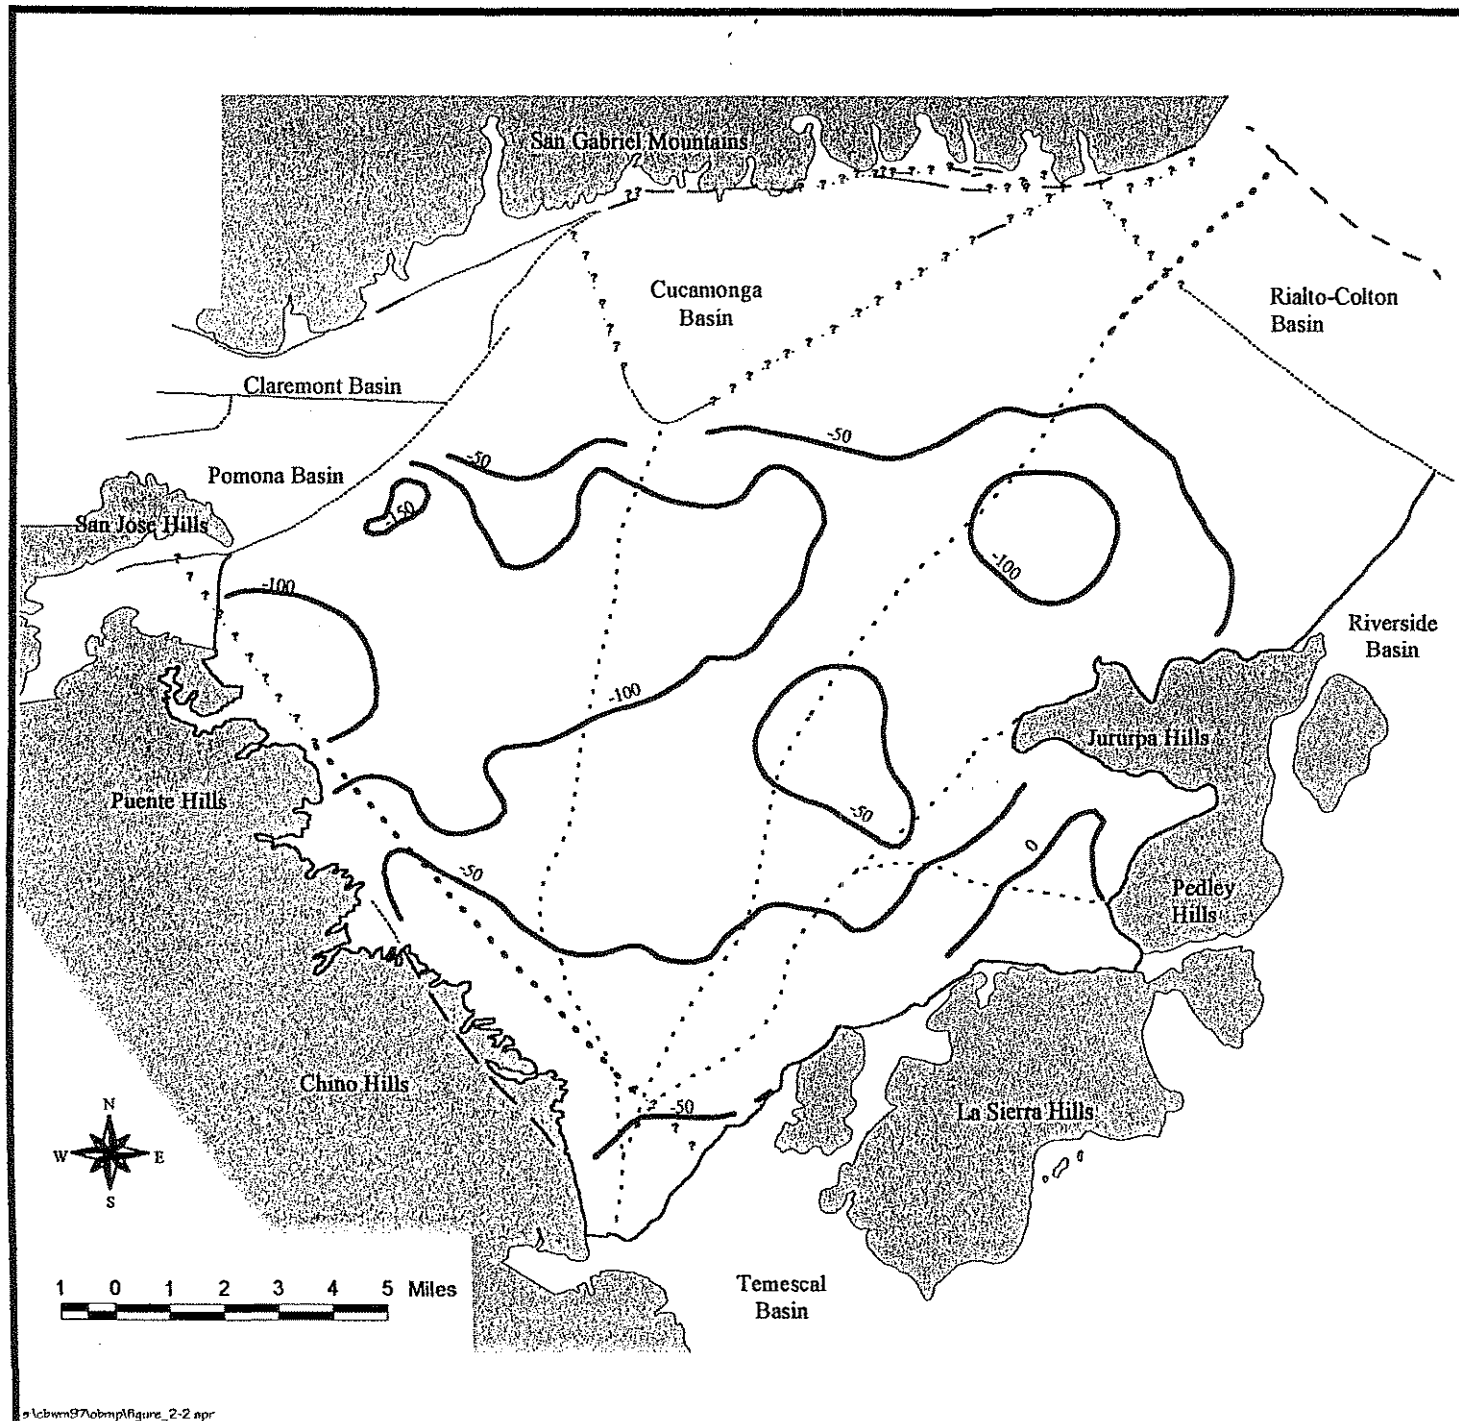 San Gabriel Mountains
Cucamonga
Basin
Rialto-Colton
Basin
Claremont Basin
-50
-50
Pomona Basin
-150
San Jose Hills
-100
-100
Riverside
Basin
-100
Jururpa Hills
Puente Hills
-50
0
-50
Pedley
Hills
Chino Hills
-50
La Sierra Hills
N
W
E
S
1 0 1 2 3 4 5 Miles
Temescal
Basin